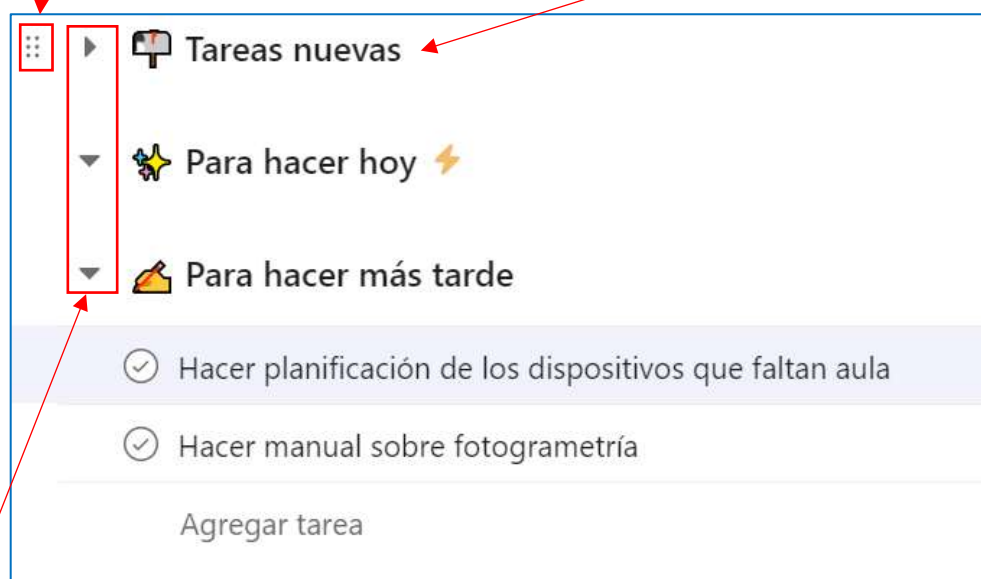 Tareas nuevas
Para hacer hoy
Para hacer más tarde
Hacer planificación de los dispositivos que faltan aula
Hacer manual sobre fotogrametría
Agregar tarea